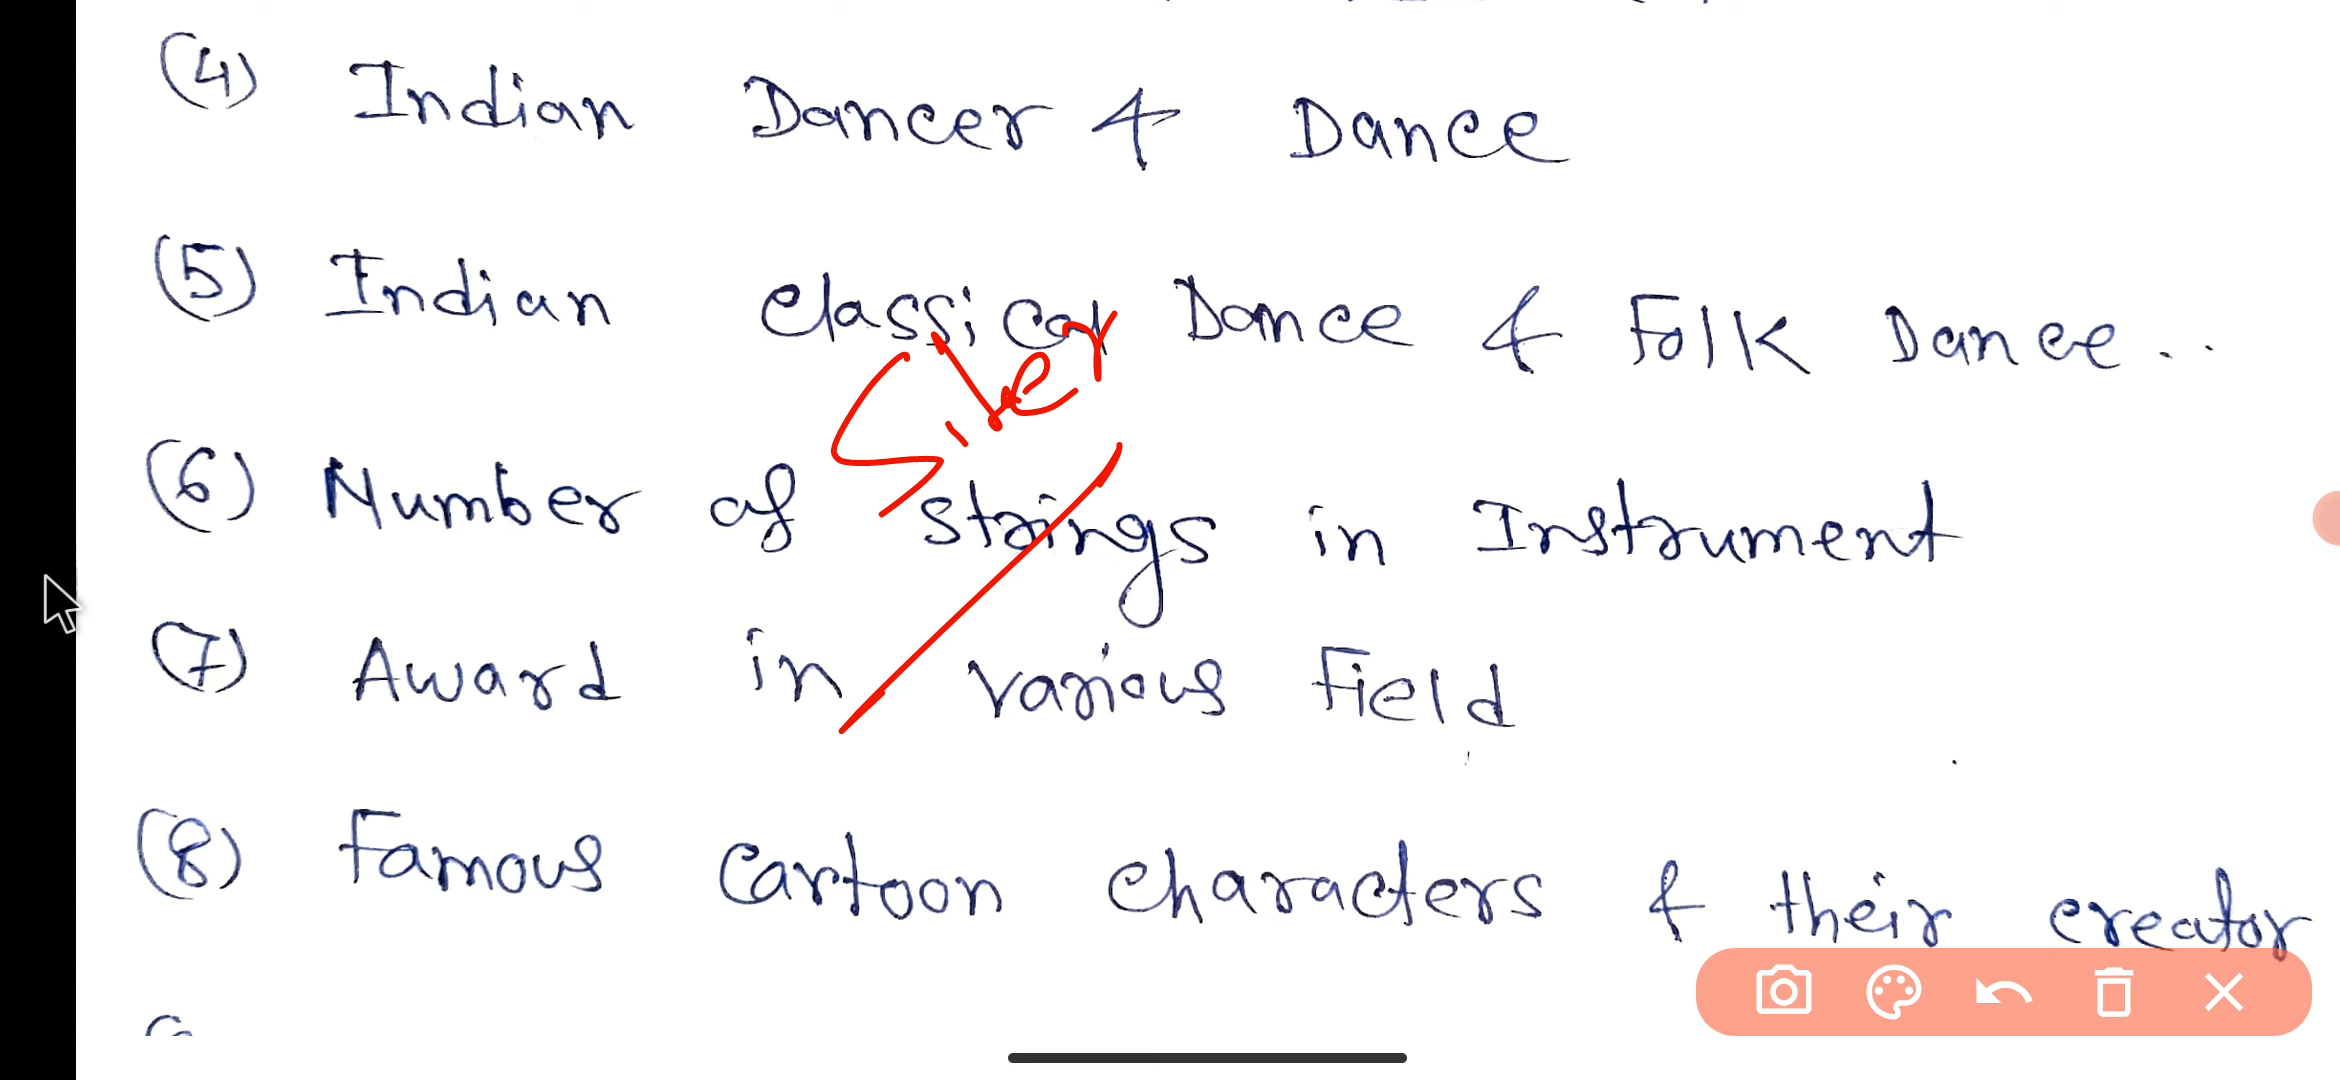 (4) Indian Dancer & Dance
(5) Indian Classical Dance & Folk Dance..
(6) Number of Strings in Instrument
(7) Award in Various Field
(8) Famous Cartoon Characters & their creator